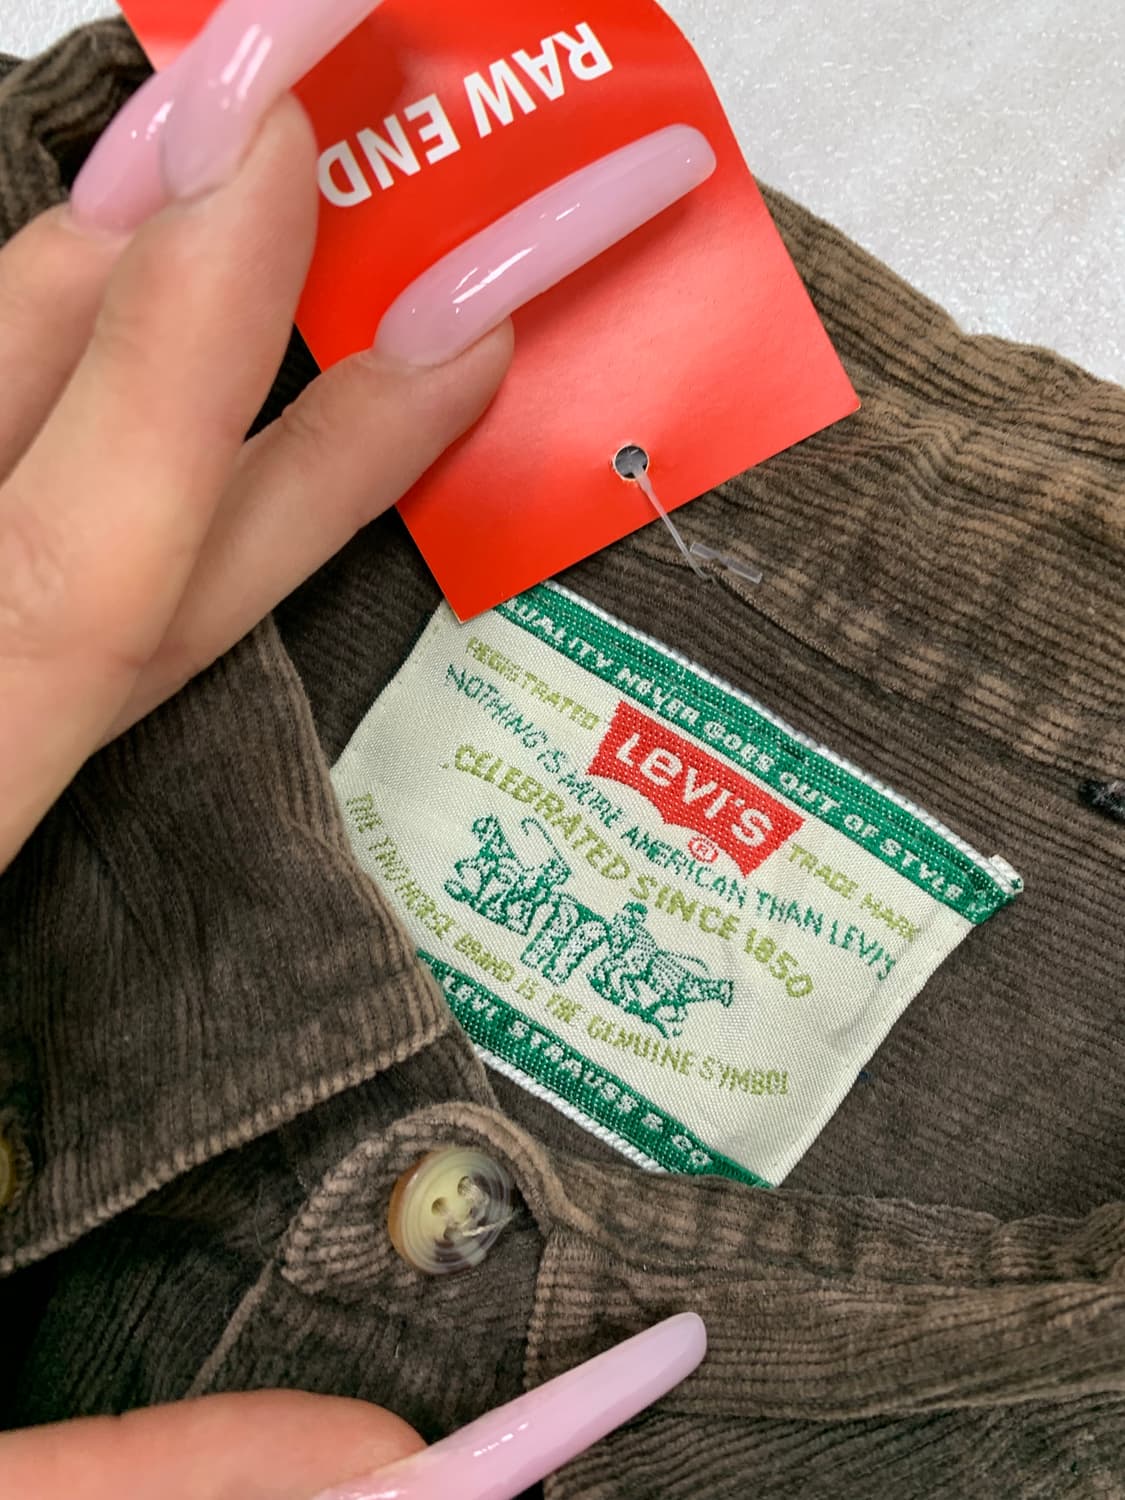 RAW END
QUALITY NEVER GOES OUT OF STYLE
REGISTRATED LEVI'S ® TRADE MARK
NOTHING IS MORE AMERICAN THAN LEVI'S
CELEBRATED SINCE 1850
THE TWO HORSE BRAND IS THE GENUINE SYMBOL
LEVI STRAUSS & CO